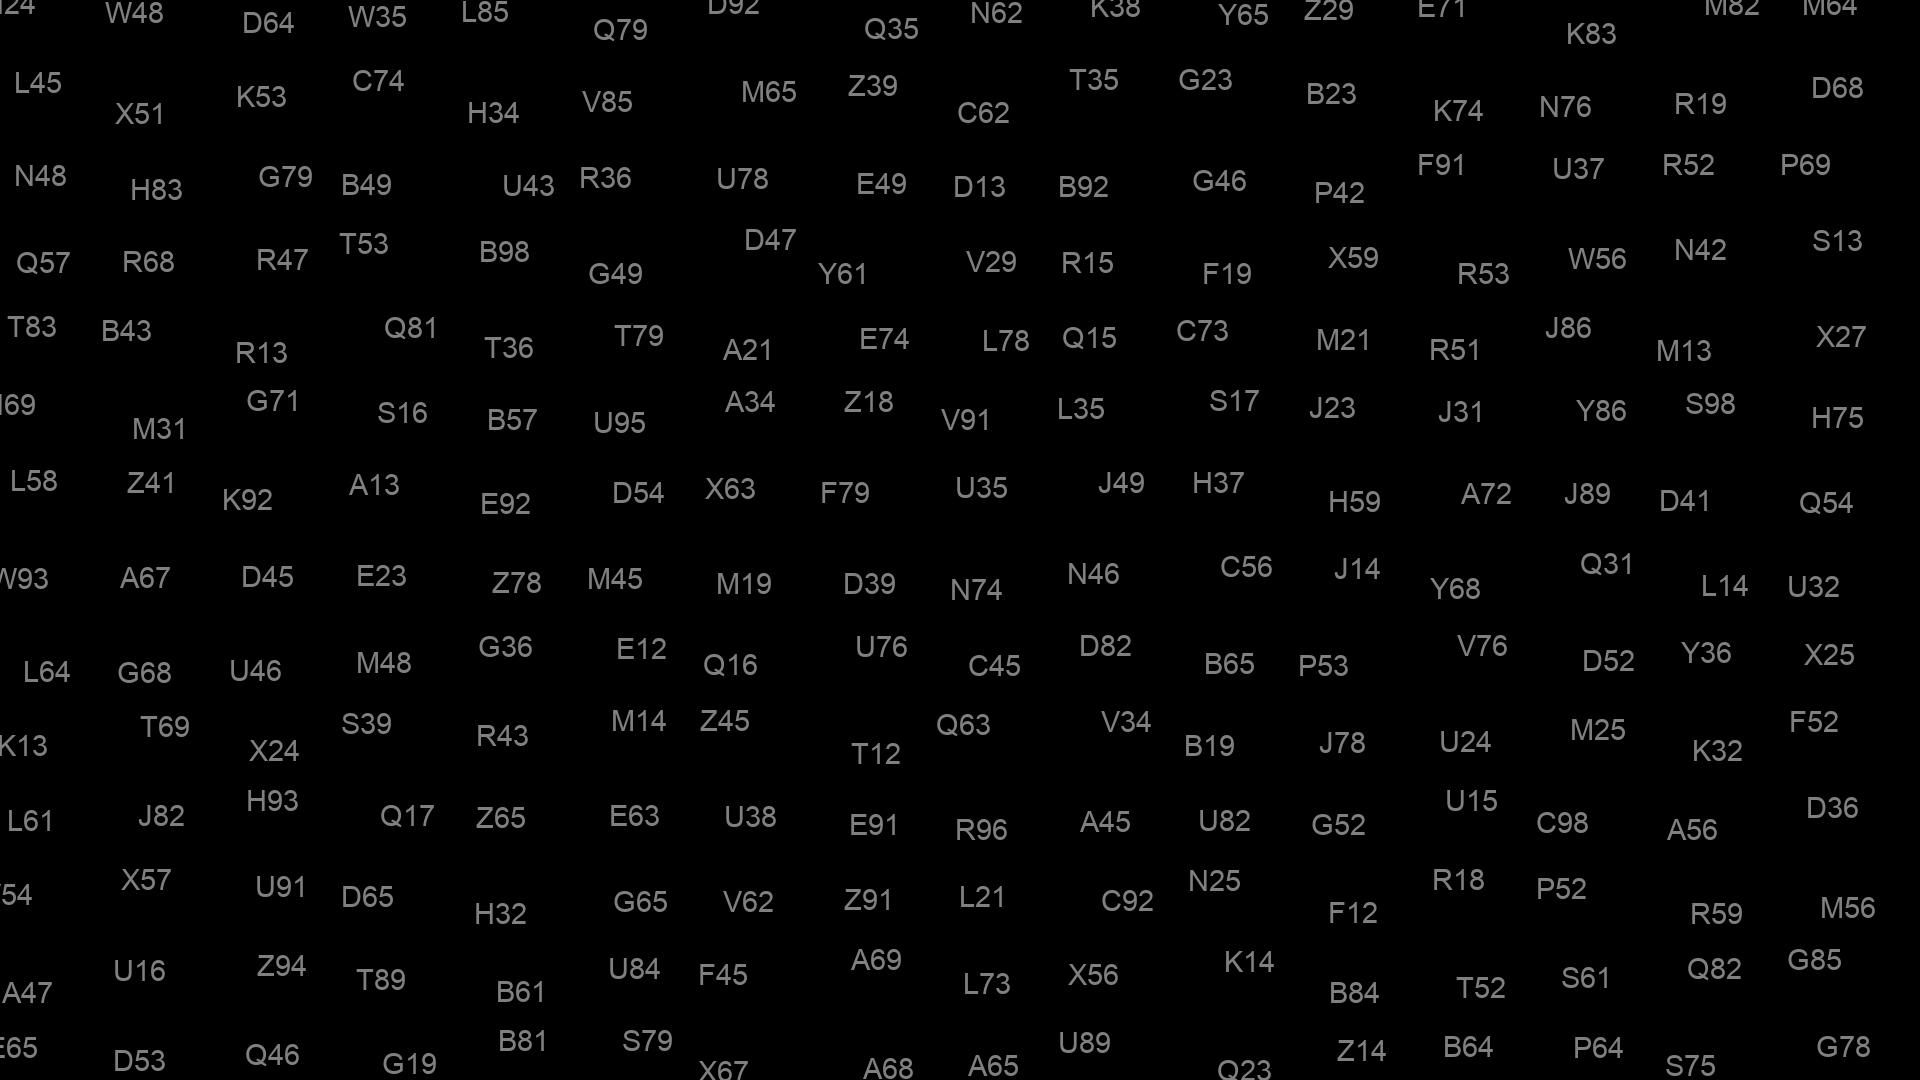 W48 D64 W35 L85 Q79 D92 Q35 N62 K38 Y65 Z29 E71 K83 M82 M64
L45 X51 K53 C74 H34 V85 M65 Z39 C62 T35 G23 B23 K74 N76 R19 D68
N48 H83 G79 B49 U43 R36 U78 E49 D13 B92 G46 P42 F91 U37 R52 P69
Q57 R68 R47 T53 B98 G49 D47 Y61 V29 R15 F19 X59 R53 W56 N42 S13
T83 B43 R13 Q81 T36 T79 A21 E74 L78 Q15 C73 M21 R51 J86 M13 X27
M31 G71 S16 B57 U95 A34 Z18 V91 L35 S17 J23 J31 Y86 S98 H75
L58 Z41 K92 A13 E92 D54 X63 F79 U35 J49 H37 H59 A72 J89 D41 Q54
W93 A67 D45 E23 Z78 M45 M19 D39 N74 N46 C56 J14 Y68 Q31 L14 U32
L64 G68 U46 M48 G36 E12 Q16 U76 C45 D82 B65 P53 V76 D52 Y36 X25
K13 T69 X24 S39 R43 M14 Z45 T12 Q63 V34 B19 J78 U24 M25 K32 F52
L61 J82 H93 Q17 Z65 E63 U38 E91 R96 A45 U82 G52 U15 C98 A56 D36
X57 U91 D65 H32 G65 V62 Z91 L21 C92 N25 F12 R18 P52 R59 M56
A47 U16 Z94 T89 B61 U84 F45 A69 L73 X56 K14 B84 T52 S61 Q82 G85
E65 D53 Q46 G19 B81 S79 X67 A68 A65 U89 Q23 Z14 B64 P64 S75 G78